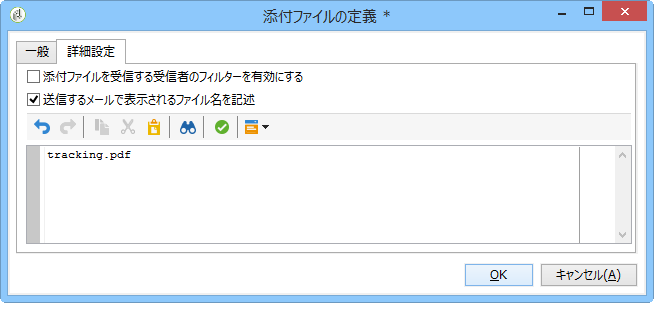 添付ファイルの定義 *
一般
詳細設定
添付ファイルを受信する受信者のフィルターを有効にする
送信するメールで表示されるファイル名を記述
tracking.pdf
OK
キャンセル(A)